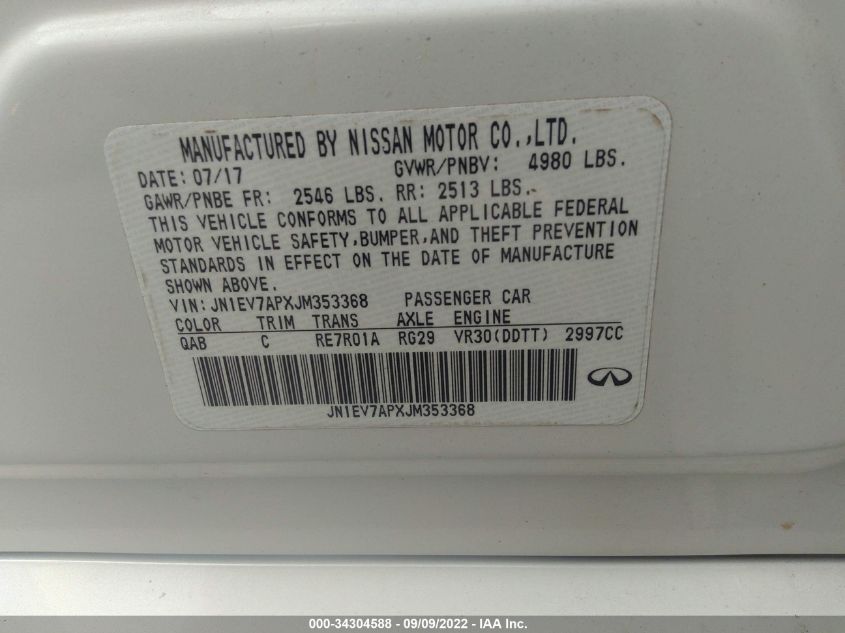 MANUFACTURED BY NISSAN MOTOR CO.,LTD.
DATE: 07/17 GVWR/PNBV: 4980 LBS.
GAWR/PNBE FR: 2546 LBS. RR: 2513 LBS.
THIS VEHICLE CONFORMS TO ALL APPLICABLE FEDERAL
MOTOR VEHICLE SAFETY,BUMPER,AND THEFT PREVENTION
STANDARDS IN EFFECT ON THE DATE OF MANUFACTURE
SHOWN ABOVE.
VIN: JN1EV7APXJM353368 PASSENGER CAR
COLOR TRIM TRANS AXLE ENGINE
QAB C RE7R01A RG29 VR30(DDTT) 2997CC
JN1EV7APXJM353368
000-34304588 - 09/09/2022 - IAA Inc.